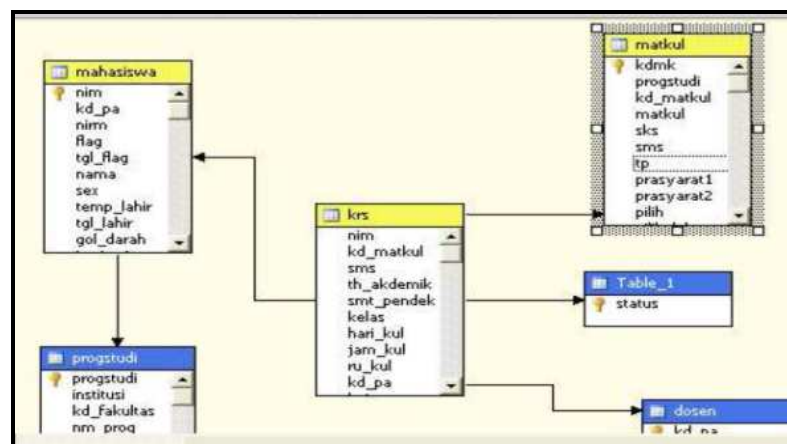 mahasiswa
nim
kd_pa
nirm
flag
tgl_flag
nama
sex
temp_lahir
tgl_lahir
gol_darah
progstudi
progstudi
institusi
kd_fakultas
nm_prog
krs
nim
kd_matkul
sms
th_akdemik
smt_pendek
kelas
hari_kul
jam_kul
ru_kul
kd_pa
matkul
kdmk
progstudi
kd_matkul
matkul
sks
sms
tp
prasyarat1
prasyarat2
pilih
Table_1
status
dosen
kd_pa